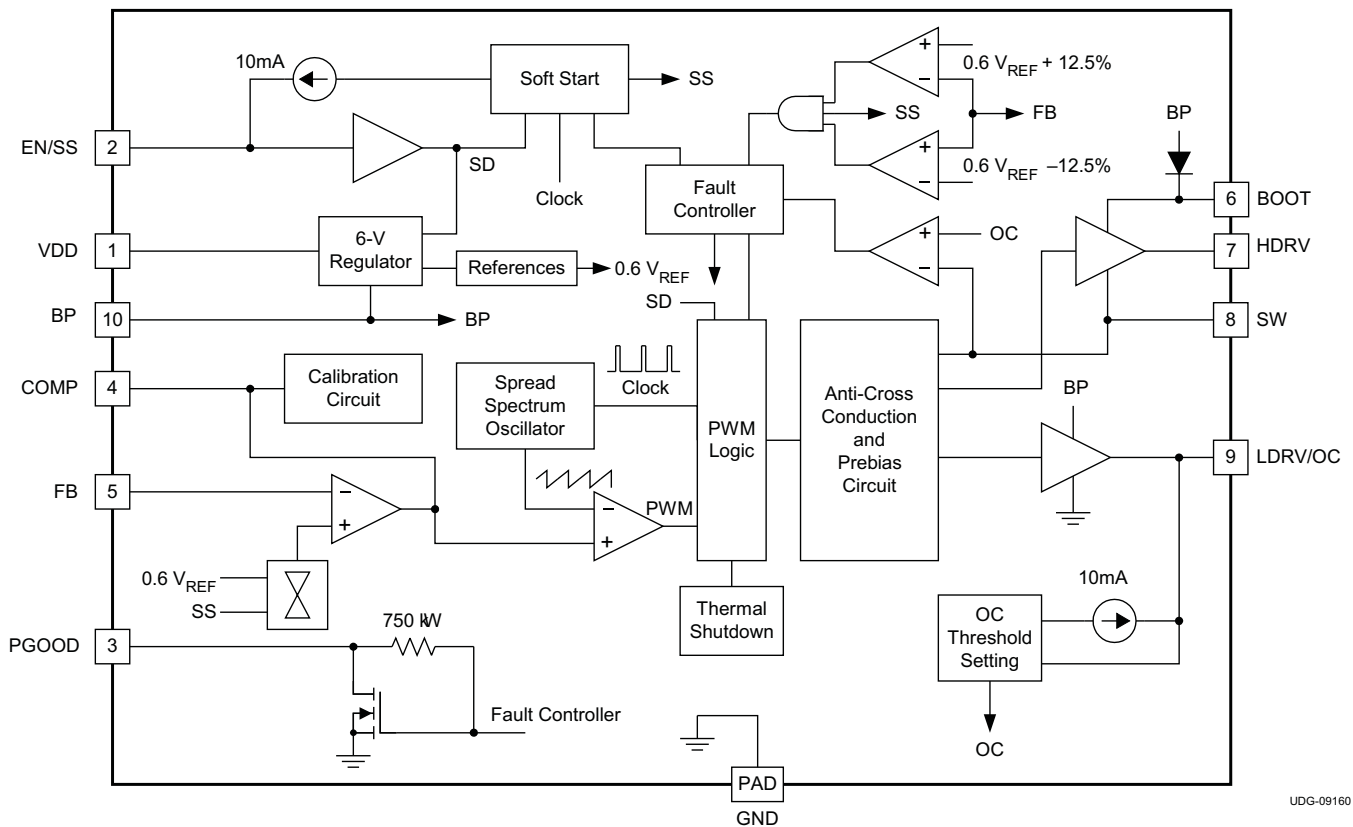 10mA
Soft Start
SS
+
−
0.6 VREF + 12.5%
SS
FB
BP
EN/SS
2
SD
+
−
0.6 VREF –12.5%
Clock
Fault
Controller
6
BOOT
VDD
1
6-V
Regulator
+
−
OC
7
HDRV
References
0.6 VREF
SD
BP
10
BP
8
SW
COMP
4
Calibration
Circuit
Clock
Spread
Spectrum
Oscillator
PWM
Logic
Anti-Cross
Conduction
and
Prebias
Circuit
BP
9
LDRV/OC
FB
5
−
+
PWM
−
+
0.6 VREF
SS
Thermal
Shutdown
10mA
OC
Threshold
Setting
PGOOD
3
750 kW
Fault Controller
OC
PAD
GND
UDG-09160